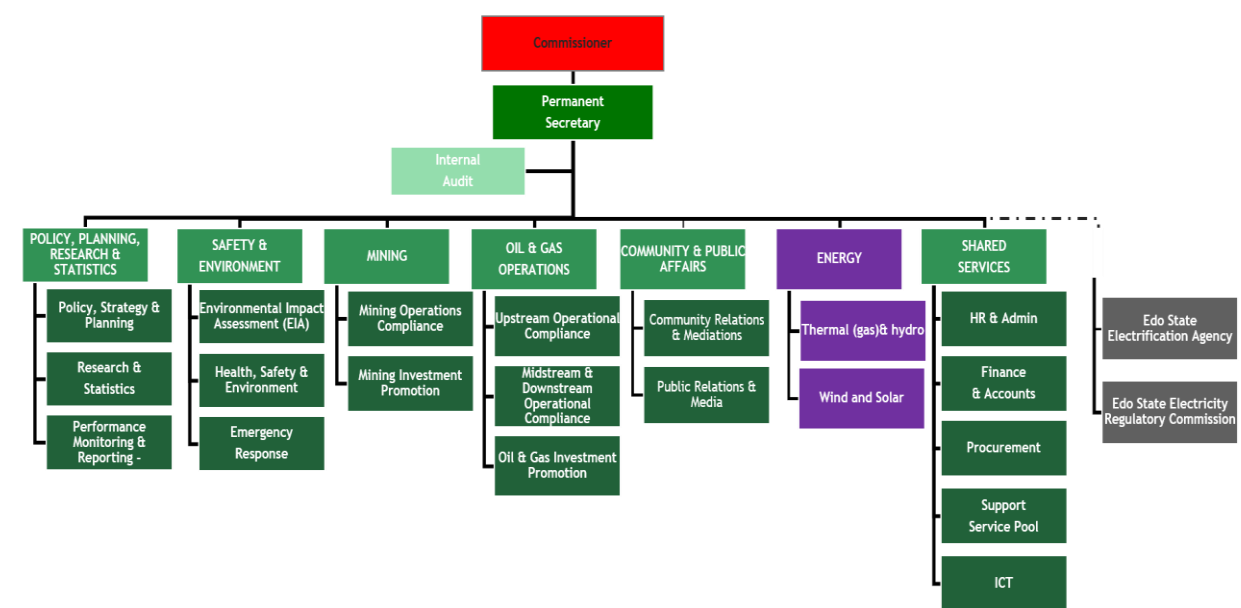 Commissioner
Permanent
Secretary
Internal
Audit
POLICY, PLANNING,
RESEARCH &
STATISTICS
Policy, Strategy &
Planning
Research &
Statistics
Performance
Monitoring &
Reporting -
SAFETY &
ENVIRONMENT
Environmental Impact
Assessment (EIA)
Health, Safety &
Environment
Emergency
Response
MINING
Mining Operations
Compliance
Mining Investment
Promotion
OIL & GAS
OPERATIONS
Upstream Operational
Compliance
Midstream &
Downstream
Operational
Compliance
Oil & Gas Investment
Promotion
COMMUNITY & PUBLIC
AFFAIRS
Community Relations
& Mediations
Public Relations &
Media
ENERGY
Thermal (gas)& hydro
Wind and Solar
SHARED
SERVICES
HR & Admin
Finance
& Accounts
Procurement
Support
Service Pool
ICT
Edo State
Electrification Agency
Edo State Electricity
Regulatory Commission